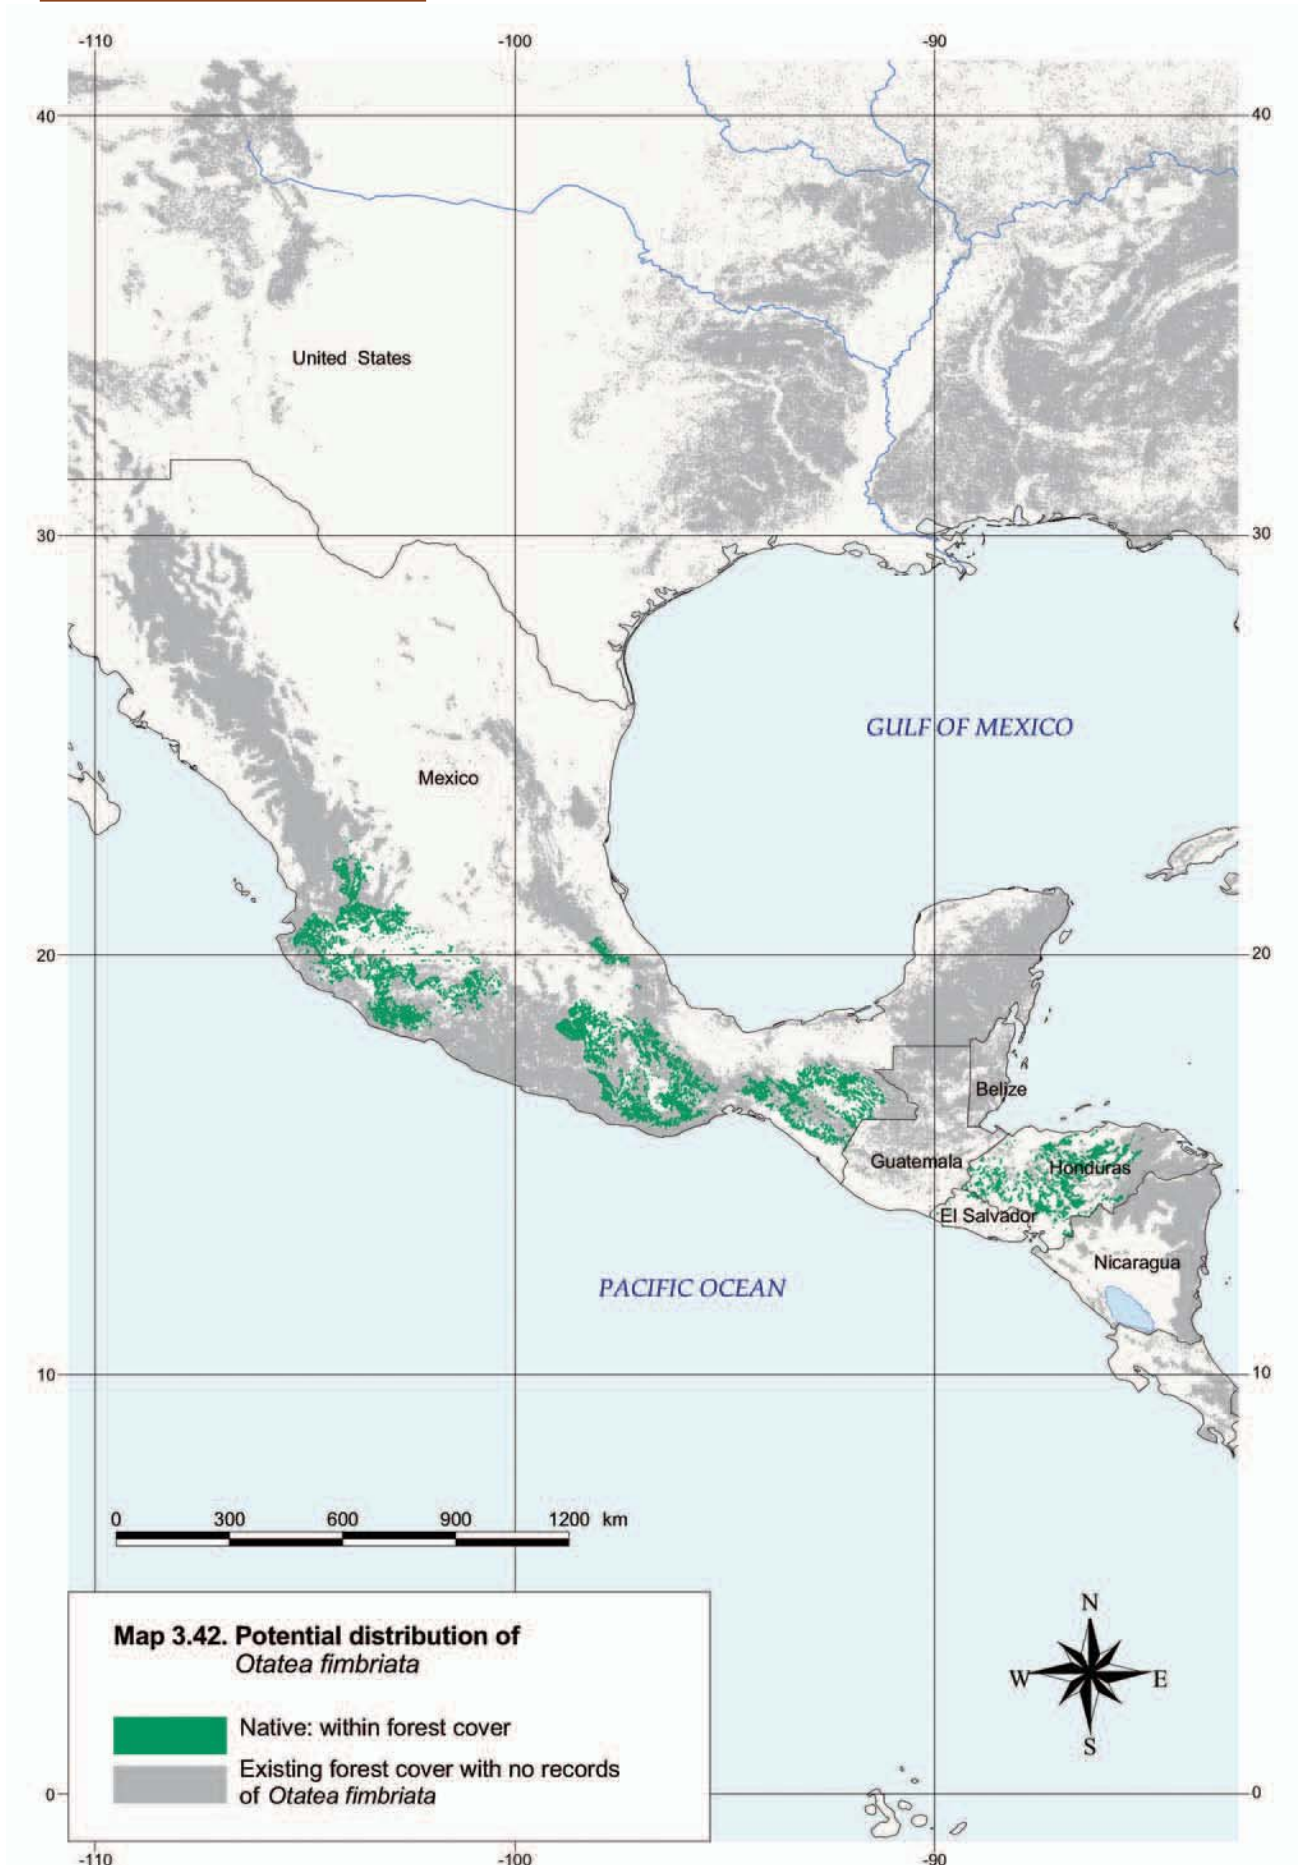 -110 -100 -90
40 40
United States
30 30
GULF OF MEXICO
Mexico
20 20
Belize
Guatemala Honduras
El Salvador
Nicaragua
PACIFIC OCEAN
10 10
0 300 600 900 1200 km
Map 3.42. Potential distribution of
Otatea fimbriata
Native: within forest cover
Existing forest cover with no records
of Otatea fimbriata
N
W E
S
0 0
-110 -100 -90